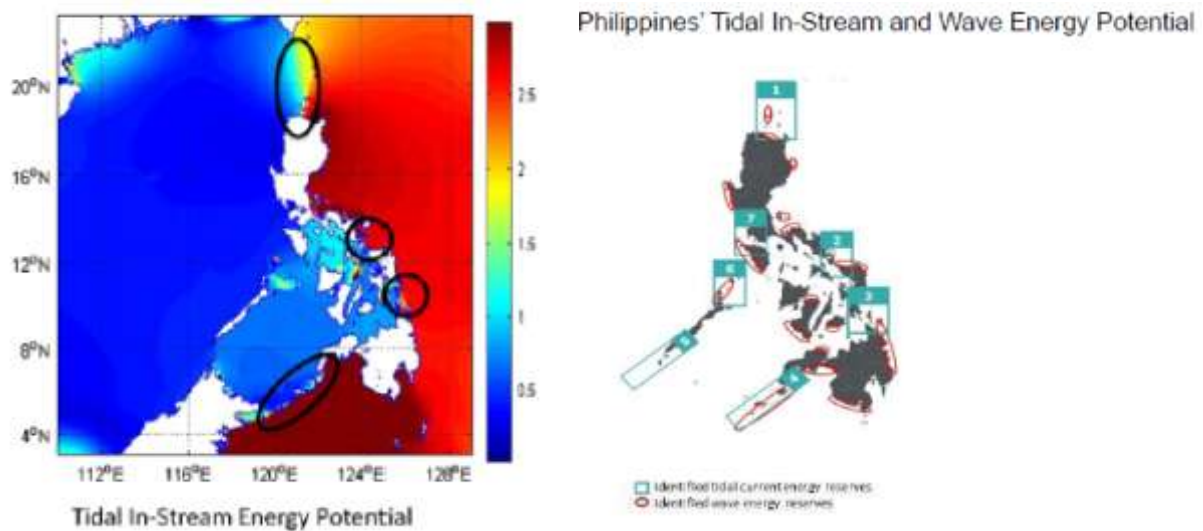 Philippines' Tidal In-Stream and Wave Energy Potential
20°N
16°N
12°N
8°N
4°N
112°E 116°E 120°E 124°E 128°E
2.5
2
1.5
1
0.5
1
7
2
6
3
5
4
Identified tidal current energy reserves
Identified wave energy reserves
Tidal In-Stream Energy Potential